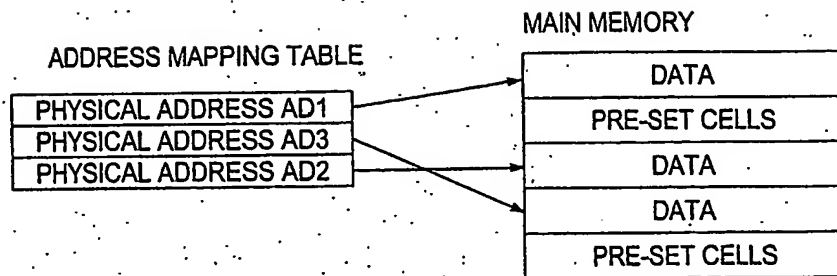 MAIN MEMORY
ADDRESS MAPPING TABLE
DATA
PHYSICAL ADDRESS AD1
PRE-SET CELLS
PHYSICAL ADDRESS AD3
PHYSICAL ADDRESS AD2
DATA
DATA
PRE-SET CELLS